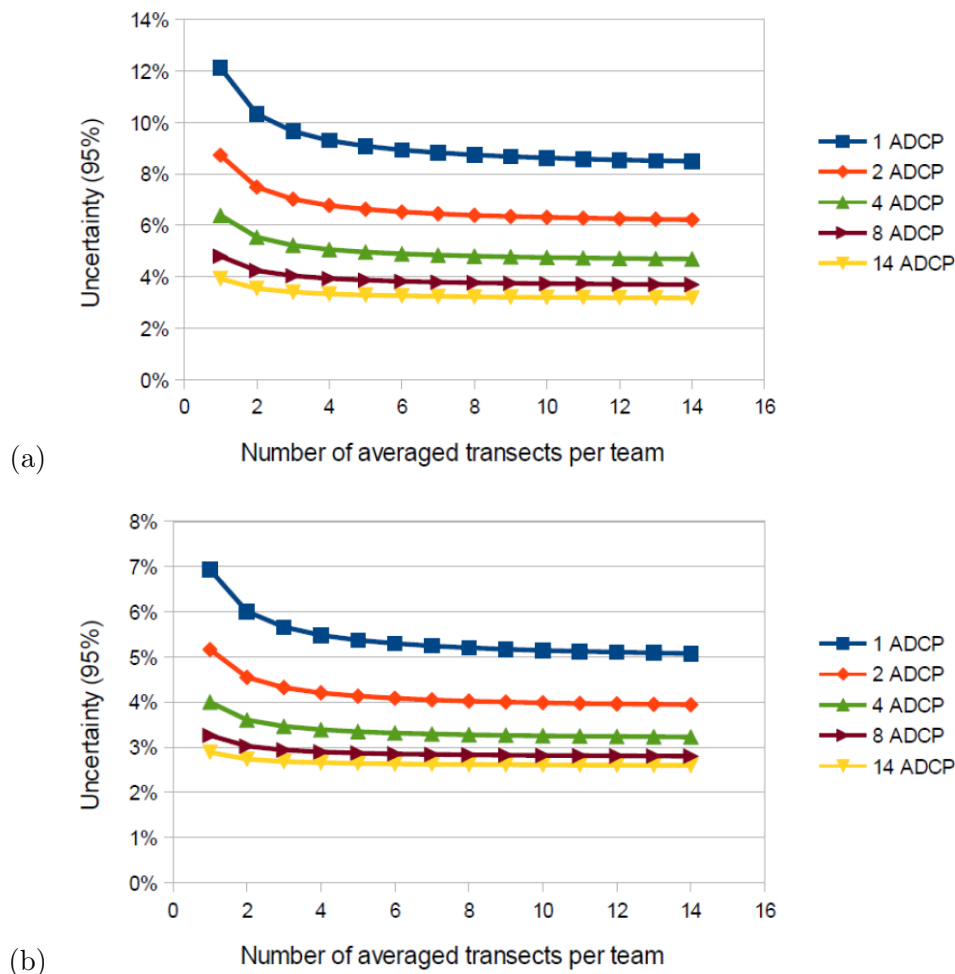 14%
12%
10%
8%
6%
4%
2%
0%
0 2 4 6 8 10 12 14 16
Uncertainty (95%)
Number of averaged transects per team
1 ADCP
2 ADCP
4 ADCP
8 ADCP
14 ADCP
(a)
8%
7%
6%
5%
4%
3%
2%
1%
0%
0 2 4 6 8 10 12 14 16
Uncertainty (95%)
Number of averaged transects per team
1 ADCP
2 ADCP
4 ADCP
8 ADCP
14 ADCP
(b)